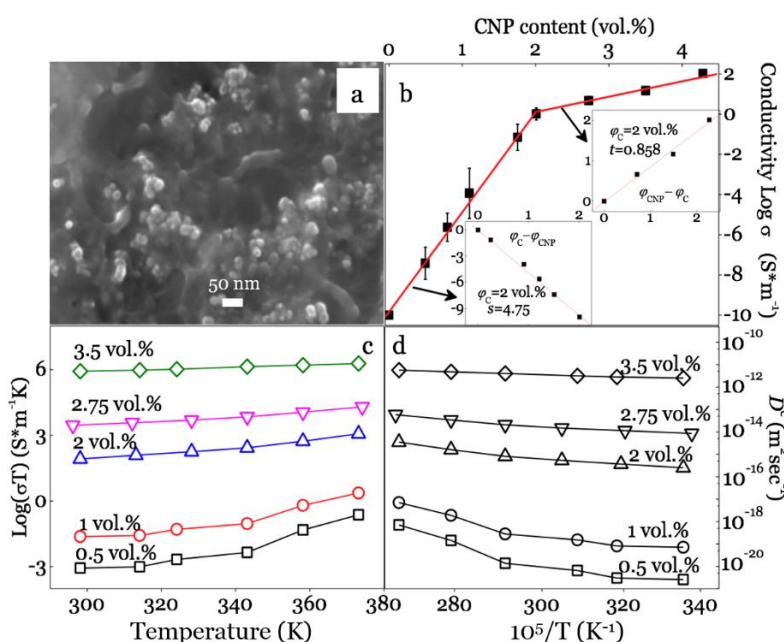 CNP content (vol.%)
0 1 2 3 4
a
50 nm
b
φC=2 vol.%
t=0.858
φCNP−φC
2
1
0
0 1 2
φC−φCNP
0 1 2
0
-3
-6
-9
φC=2 vol.%
s=4.75
2
0
-2
-4
-6
-8
-10
Conductivity Log σ (S*m⁻¹)
c
3.5 vol.%
2.75 vol.%
2 vol.%
1 vol.%
0.5 vol.%
6
3
0
-3
Log(σT) (S*m⁻¹K)
300 320 340 360 380
Temperature (K)
d
3.5 vol.%
2.75 vol.%
2 vol.%
1 vol.%
0.5 vol.%
10⁻¹⁰
10⁻¹²
10⁻¹⁴
10⁻¹⁶
10⁻¹⁸
10⁻²⁰
280 300 320 340
10⁵/T (K⁻¹)